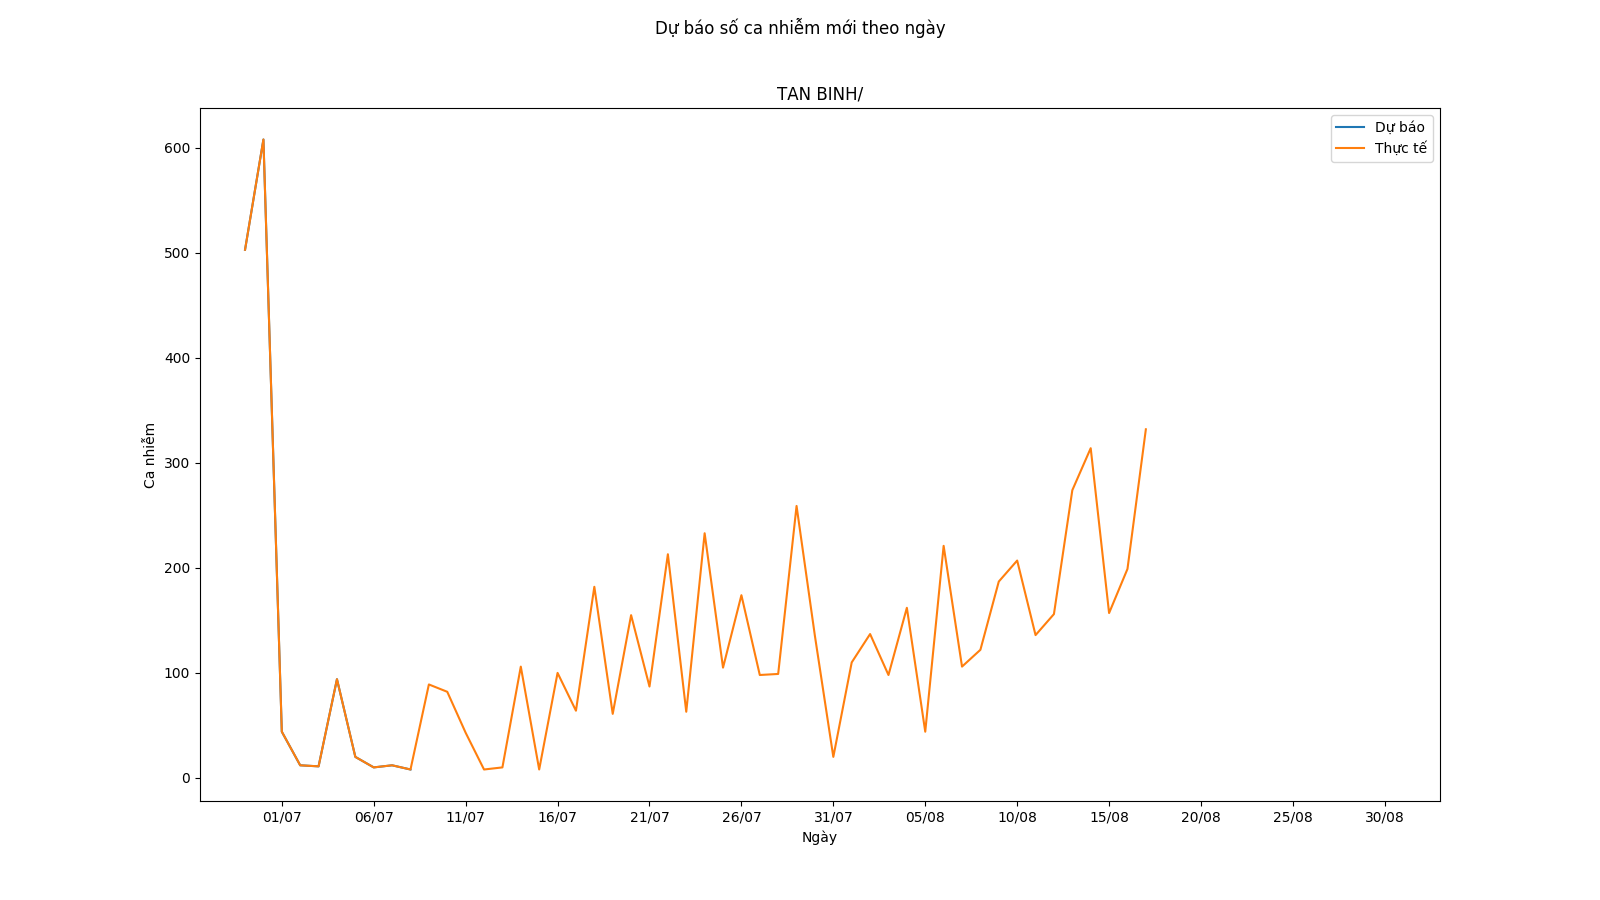 Dự báo số ca nhiễm mới theo ngày
TAN BINH/
Dự báo
Thực tế
600
500
400
300
200
100
0
Ca nhiễm
01/07 06/07 11/07 16/07 21/07 26/07 31/07 05/08 10/08 15/08 20/08 25/08 30/08
Ngày